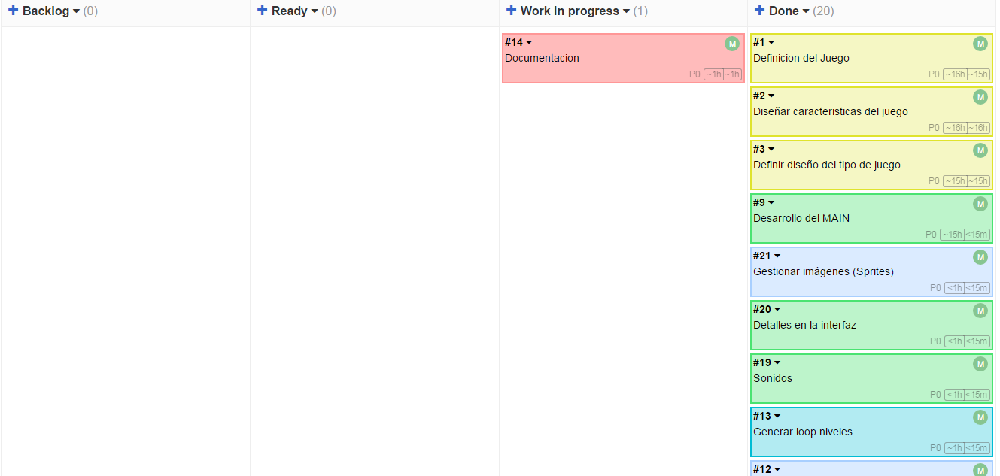 Backlog (0)
Ready (0)
Work in progress (1)
Done (20)
#14 M
Documentacion
P0 ~1h ~1h
#1 M
Definicion del Juego
P0 ~16h ~15h
#2 M
Diseñar caracteristicas del juego
P0 ~16h ~16h
#3 M
Definir diseño del tipo de juego
P0 ~15h ~15h
#9 M
Desarrollo del MAIN
P0 ~15h <15m
#21 M
Gestionar imágenes (Sprites)
P0 <1h <15m
#20 M
Detalles en la interfaz
P0 <1h <15m
#19 M
Sonidos
P0 <1h <15m
#13 M
Generar loop niveles
P0 ~1h <15m
#12 M